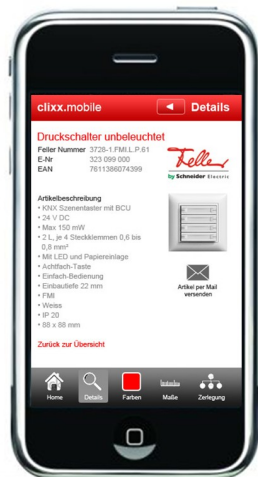 clixx.mobile
Details
Druckschalter unbeleuchtet
Feller Nummer 3728-1.FMI.L.P.61
E-Nr 323 099 000
EAN 7611386074399
Feller
by Schneider Electric
Artikelbeschreibung
• KNX Szenentaster mit BCU
• 24 V DC
• Max 150 mW
• 2 L, je 4 Steckklemmen 0,6 bis
0,8 mm²
• Mit LED und Papiereinlage
• Achtfach-Taste
• Einfach-Bedienung
• Einbautiefe 22 mm
• FMI
• Weiss
• IP 20
• 88 x 88 mm
Artikel per Mail
versenden
Zurück zur Übersicht
Home
Details
Farben
Maße
Zerlegung